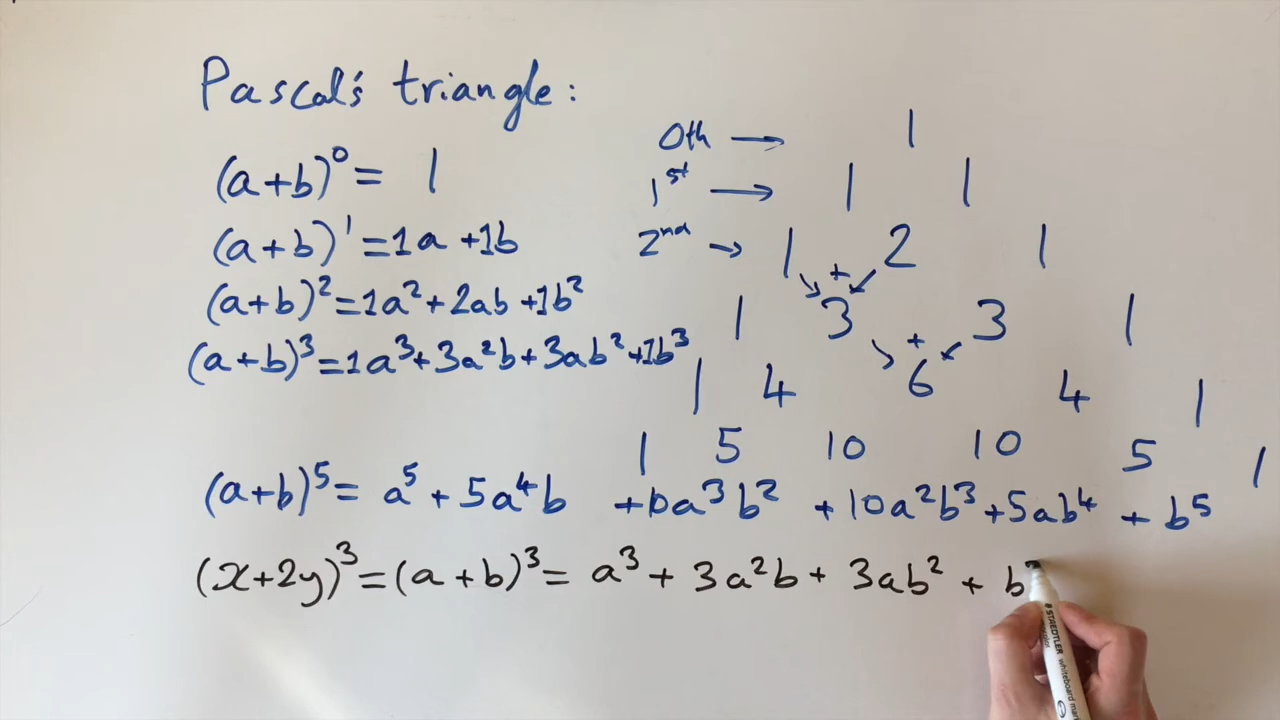 Pascal's triangle:
(a+b)⁰ = 1
(a+b)¹ = 1a + 1b
(a+b)² = 1a² + 2ab + 1b²
(a+b)³ = 1a³ + 3a²b + 3ab² + 1b³
0th → 1
1st → 1 1
2nd → 1 2 1
+
1 3 3 1
+
1 4 6 4 1
1 5 10 10 5 1
(a+b)⁵ = a⁵ + 5a⁴b + 10a³b² + 10a²b³ + 5ab⁴ + b⁵
(x+2y)³ = (a+b)³ = a³ + 3a²b + 3ab² + b
STAEDTLER
whiteboard